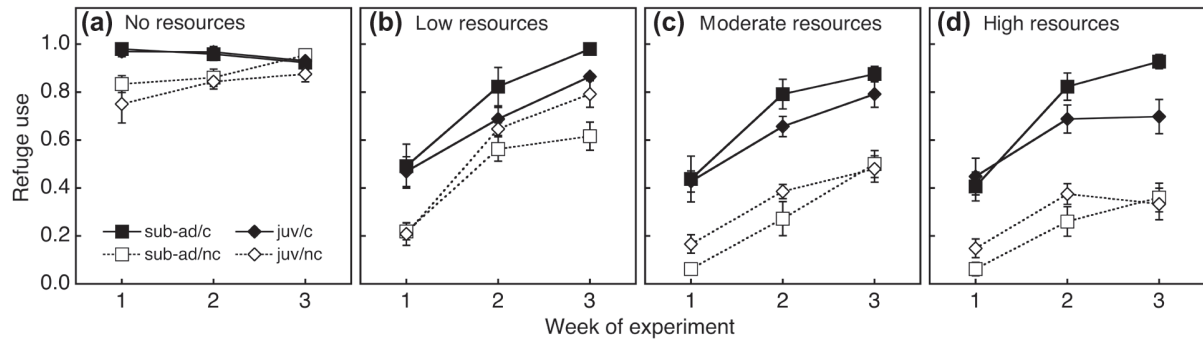 (a) No resources
(b) Low resources
(c) Moderate resources
(d) High resources
Refuge use
1.0
0.8
0.6
0.4
0.2
0.0
sub-ad/c juv/c
sub-ad/nc juv/nc
1 2 3 1 2 3 1 2 3 1 2 3
Week of experiment